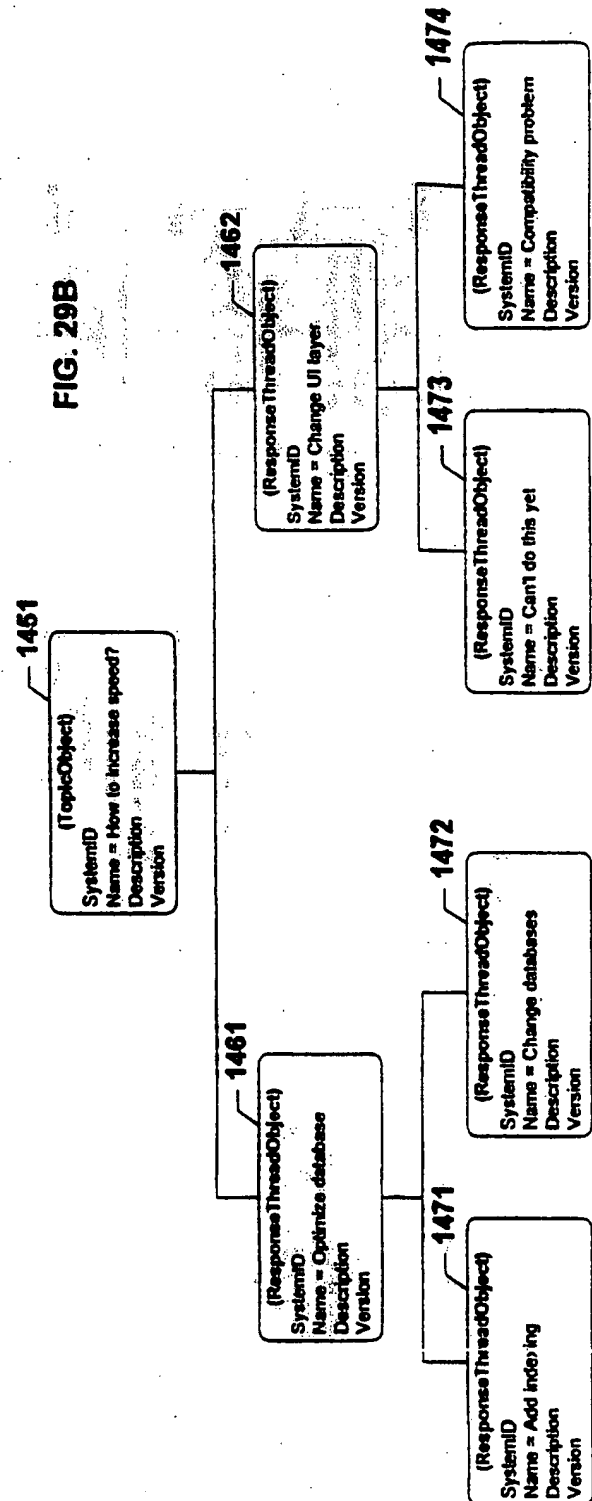 FIG. 29B
1451
(TopicObject)
SystemID
Name = How to increase speed?
Description
Version
1461
(ResponseThreadObject)
SystemID
Name = Optimize database
Description
Version
1462
(ResponseThreadObject)
SystemID
Name = Change UI layer
Description
Version
1471
(ResponseThreadObject)
SystemID
Name = Add indexing
Description
Version
1472
(ResponseThreadObject)
SystemID
Name = Change databases
Description
Version
1473
(ResponseThreadObject)
SystemID
Name = Can't do this yet
Description
Version
1474
(ResponseThreadObject)
SystemID
Name = Compatibility problem
Description
Version